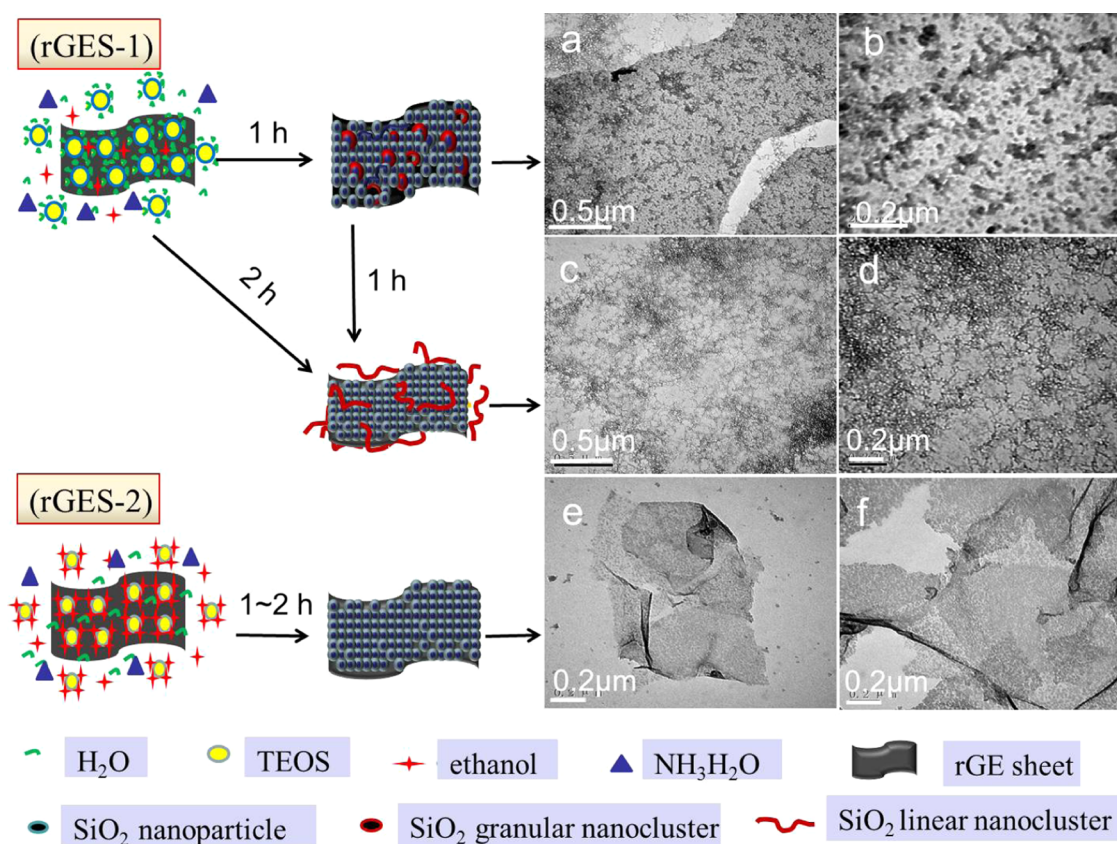 (rGES-1)
1 h
2 h
1 h
a
0.5μm
b
0.2μm
c
0.5μm
d
0.2μm
(rGES-2)
1~2 h
e
0.2μm
f
0.2μm
H₂O
TEOS
ethanol
NH₃H₂O
rGE sheet
SiO₂ nanoparticle
SiO₂ granular nanocluster
SiO₂ linear nanocluster